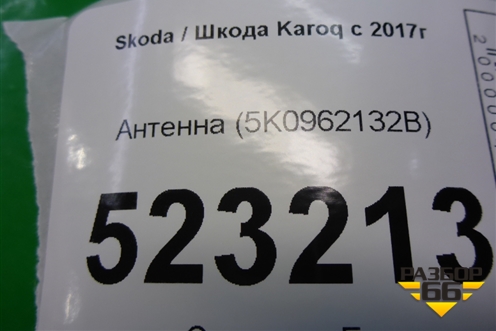 Skoda / Шкода Karoq с 2017г
Антенна (5K0962132B)
523213
РАЗБОР
66